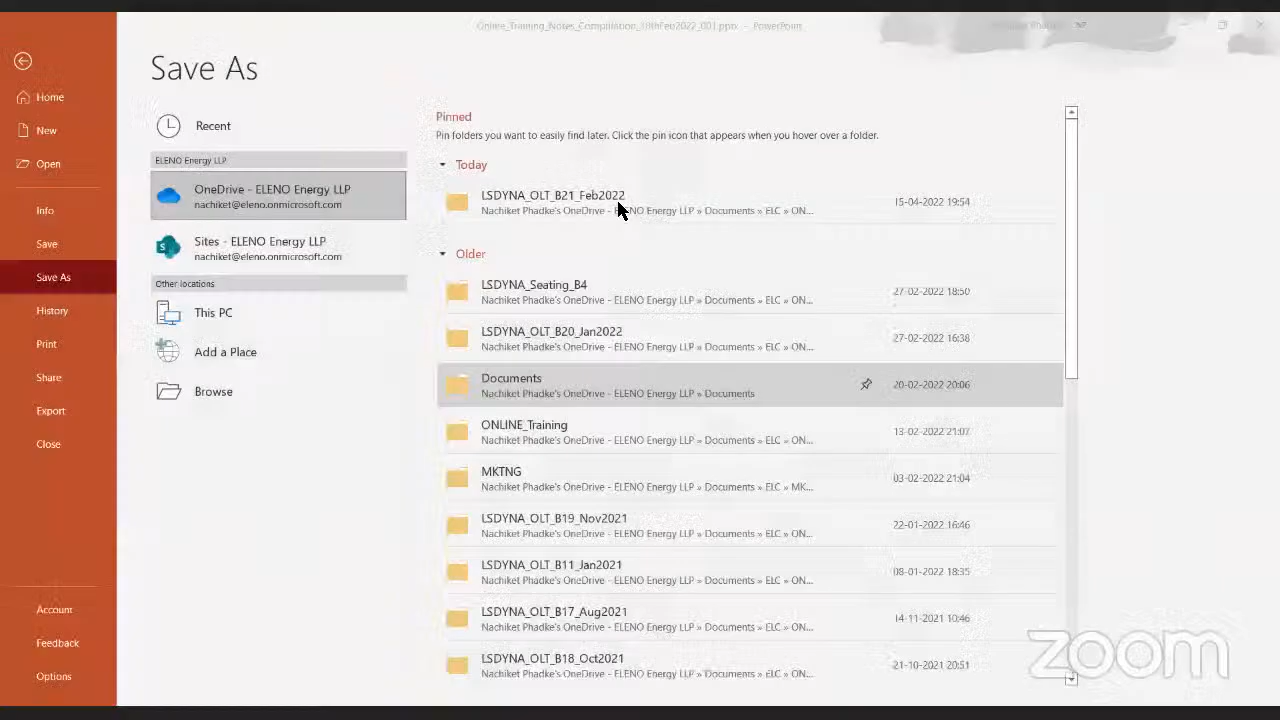 PowerPoint
Save As
Home
New
Open
Info
Save
Save As
History
Print
Share
Export
Close
Account
Feedback
Options
Recent
ELENO Energy LLP
OneDrive - ELENO Energy LLP
nachiket@eleno.onmicrosoft.com
Sites - ELENO Energy LLP
nachiket@eleno.onmicrosoft.com
Other locations
This PC
Add a Place
Browse
Pinned
Pin folders you want to easily find later. Click the pin icon that appears when you hover over a folder.
Today
LSDYNA_OLT_B21_Feb2022
Nachiket Phadke's OneDrive - ELENO Energy LLP » Documents » ELC » ON...
15-04-2022 19:54
Older
LSDYNA_Seating_B4
Nachiket Phadke's OneDrive - ELENO Energy LLP » Documents » ELC » ON...
27-02-2022 18:50
LSDYNA_OLT_B20_Jan2022
Nachiket Phadke's OneDrive - ELENO Energy LLP » Documents » ELC » ON...
27-02-2022 16:38
Documents
Nachiket Phadke's OneDrive - ELENO Energy LLP » Documents
20-02-2022 20:06
ONLINE_Training
Nachiket Phadke's OneDrive - ELENO Energy LLP » Documents » ELC » ON...
13-02-2022 21:07
MKTNG
Nachiket Phadke's OneDrive - ELENO Energy LLP » Documents » ELC » MK...
03-02-2022 21:04
LSDYNA_OLT_B19_Nov2021
Nachiket Phadke's OneDrive - ELENO Energy LLP » Documents » ELC » ON...
22-01-2022 16:46
LSDYNA_OLT_B11_Jan2021
Nachiket Phadke's OneDrive - ELENO Energy LLP » Documents » ELC » ON...
08-01-2022 18:35
LSDYNA_OLT_B17_Aug2021
Nachiket Phadke's OneDrive - ELENO Energy LLP » Documents » ELC » ON...
14-11-2021 10:46
LSDYNA_OLT_B18_Oct2021
Nachiket Phadke's OneDrive - ELENO Energy LLP » Documents » ELC » ON...
21-10-2021 20:51
zoom